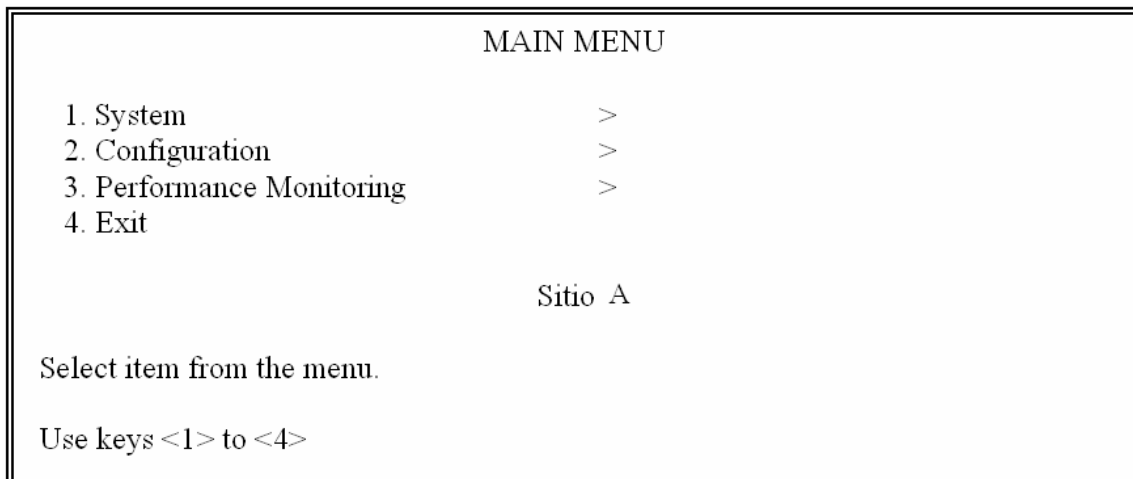 MAIN MENU
1. System >
2. Configuration >
3. Performance Monitoring >
4. Exit
Sitio A
Select item from the menu.
Use keys <1> to <4>